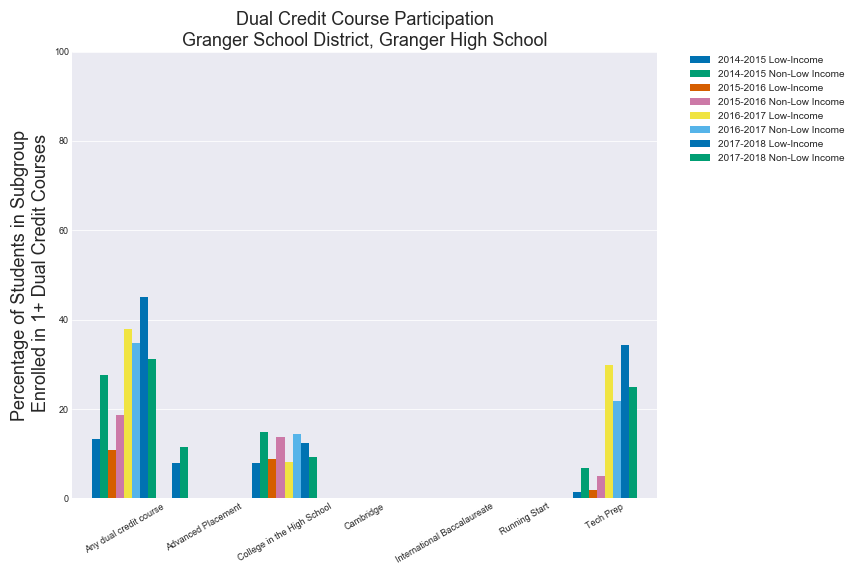 Dual Credit Course Participation
Granger School District, Granger High School
Percentage of Students in Subgroup
Enrolled in 1+ Dual Credit Courses
100
80
60
40
20
0
Any dual credit course
Advanced Placement
College in the High School
Cambridge
International Baccalaureate
Running Start
Tech Prep
2014-2015 Low-Income
2014-2015 Non-Low Income
2015-2016 Low-Income
2015-2016 Non-Low Income
2016-2017 Low-Income
2016-2017 Non-Low Income
2017-2018 Low-Income
2017-2018 Non-Low Income